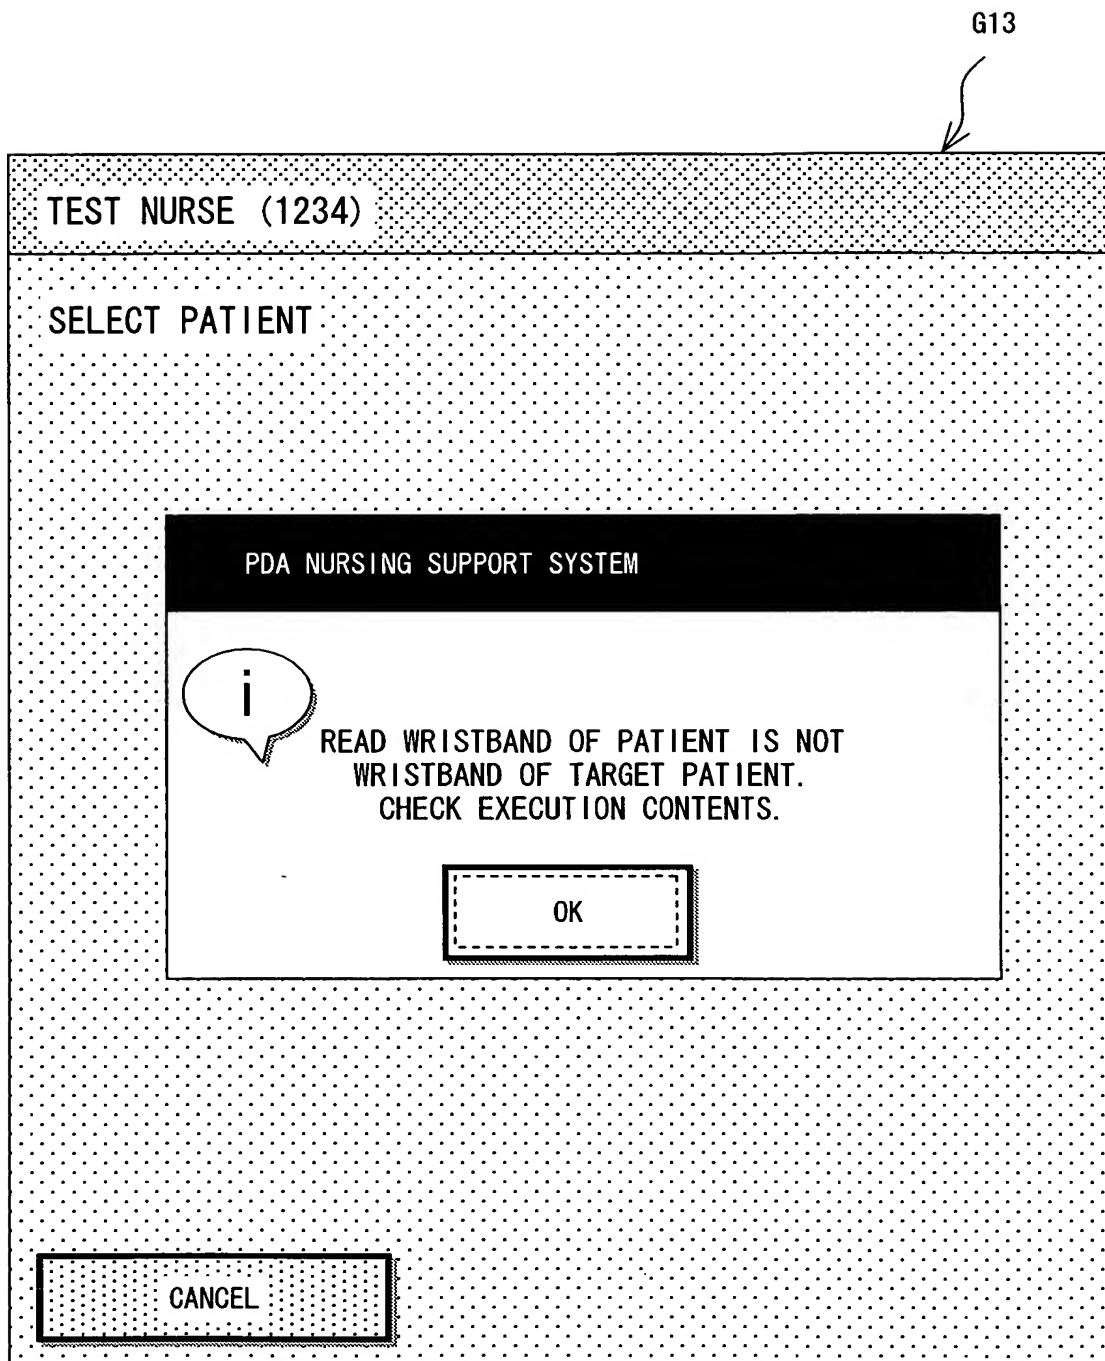 G13
TEST NURSE (1234)
SELECT PATIENT
PDA NURSING SUPPORT SYSTEM
i
READ WRISTBAND OF PATIENT IS NOT
WRISTBAND OF TARGET PATIENT.
CHECK EXECUTION CONTENTS.
OK
CANCEL